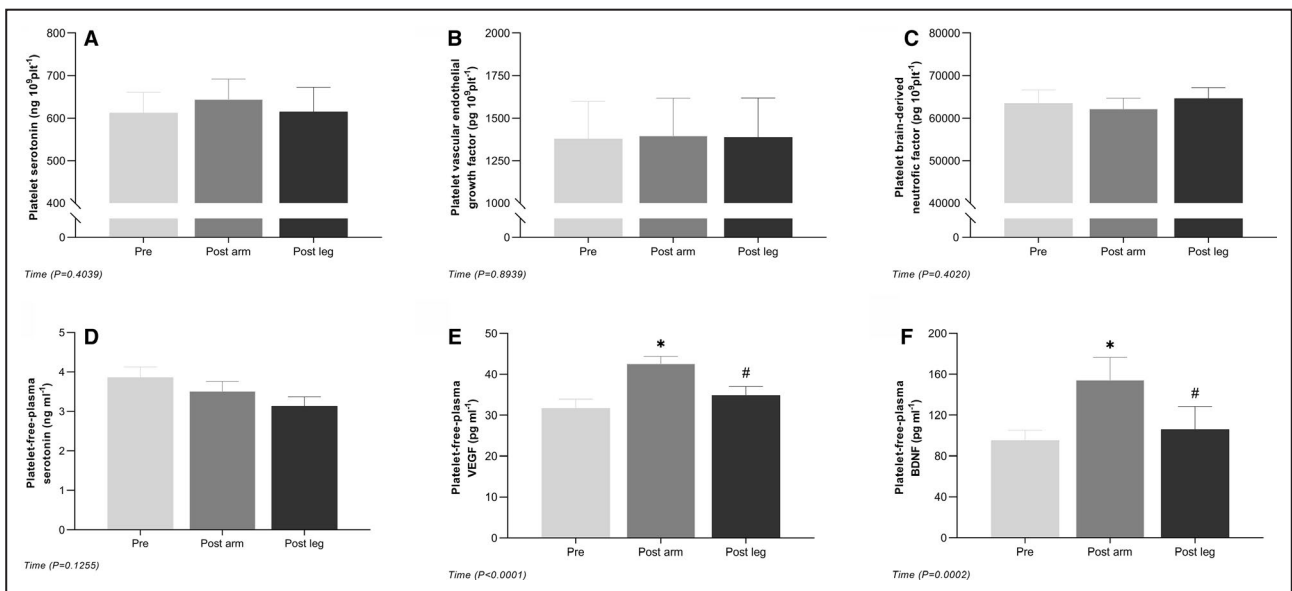 A
Platelet serotonin (ng 10⁹plt⁻¹)
800
700
600
500
400
0
Pre Post arm Post leg
Time (P=0.4039)
B
Platelet vascular endothelial
growth factor (pg 10⁹plt⁻¹)
2000
1750
1500
1250
1000
0
Pre Post arm Post leg
Time (P=0.8939)
C
Platelet brain-derived
neutrofic factor (pg 10⁹plt⁻¹)
80000
70000
60000
50000
40000
0
Pre Post arm Post leg
Time (P=0.4020)
D
Platelet-free-plasma
serotonin (ng ml⁻¹)
5
4
3
2
1
0
Pre Post arm Post leg
Time (P=0.1255)
E
Platelet-free-plasma
VEGF (pg ml⁻¹)
50
40
30
20
10
0
*
#
Pre Post arm Post leg
Time (P<0.0001)
F
Platelet-free-plasma
BDNF (pg ml⁻¹)
200
160
120
80
40
0
*
#
Pre Post arm Post leg
Time (P=0.0002)